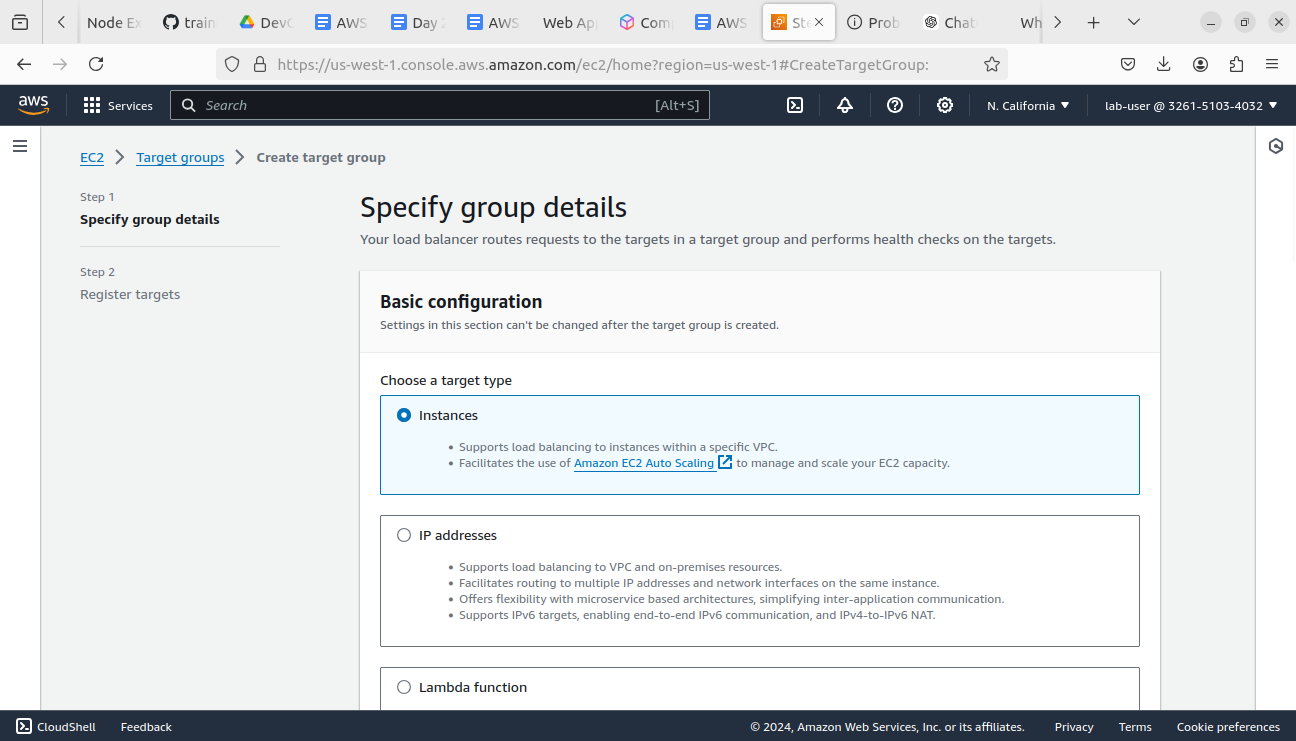 Node Ex
train
DevO
AWS
Day 2
AWS
Web App
Com
AWS
Ste
Prob
Chat
Wh
https://us-west-1.console.aws.amazon.com/ec2/home?region=us-west-1#CreateTargetGroup:
aws
Services
Search
[Alt+S]
N. California
lab-user @ 3261-5103-4032
EC2
Target groups
Create target group
Step 1
Specify group details
Step 2
Register targets
Specify group details
Your load balancer routes requests to the targets in a target group and performs health checks on the targets.
Basic configuration
Settings in this section can't be changed after the target group is created.
Choose a target type
Instances
• Supports load balancing to instances within a specific VPC.
• Facilitates the use of Amazon EC2 Auto Scaling to manage and scale your EC2 capacity.
IP addresses
• Supports load balancing to VPC and on-premises resources.
• Facilitates routing to multiple IP addresses and network interfaces on the same instance.
• Offers flexibility with microservice based architectures, simplifying inter-application communication.
• Supports IPv6 targets, enabling end-to-end IPv6 communication, and IPv4-to-IPv6 NAT.
Lambda function
CloudShell
Feedback
© 2024, Amazon Web Services, Inc. or its affiliates.
Privacy
Terms
Cookie preferences